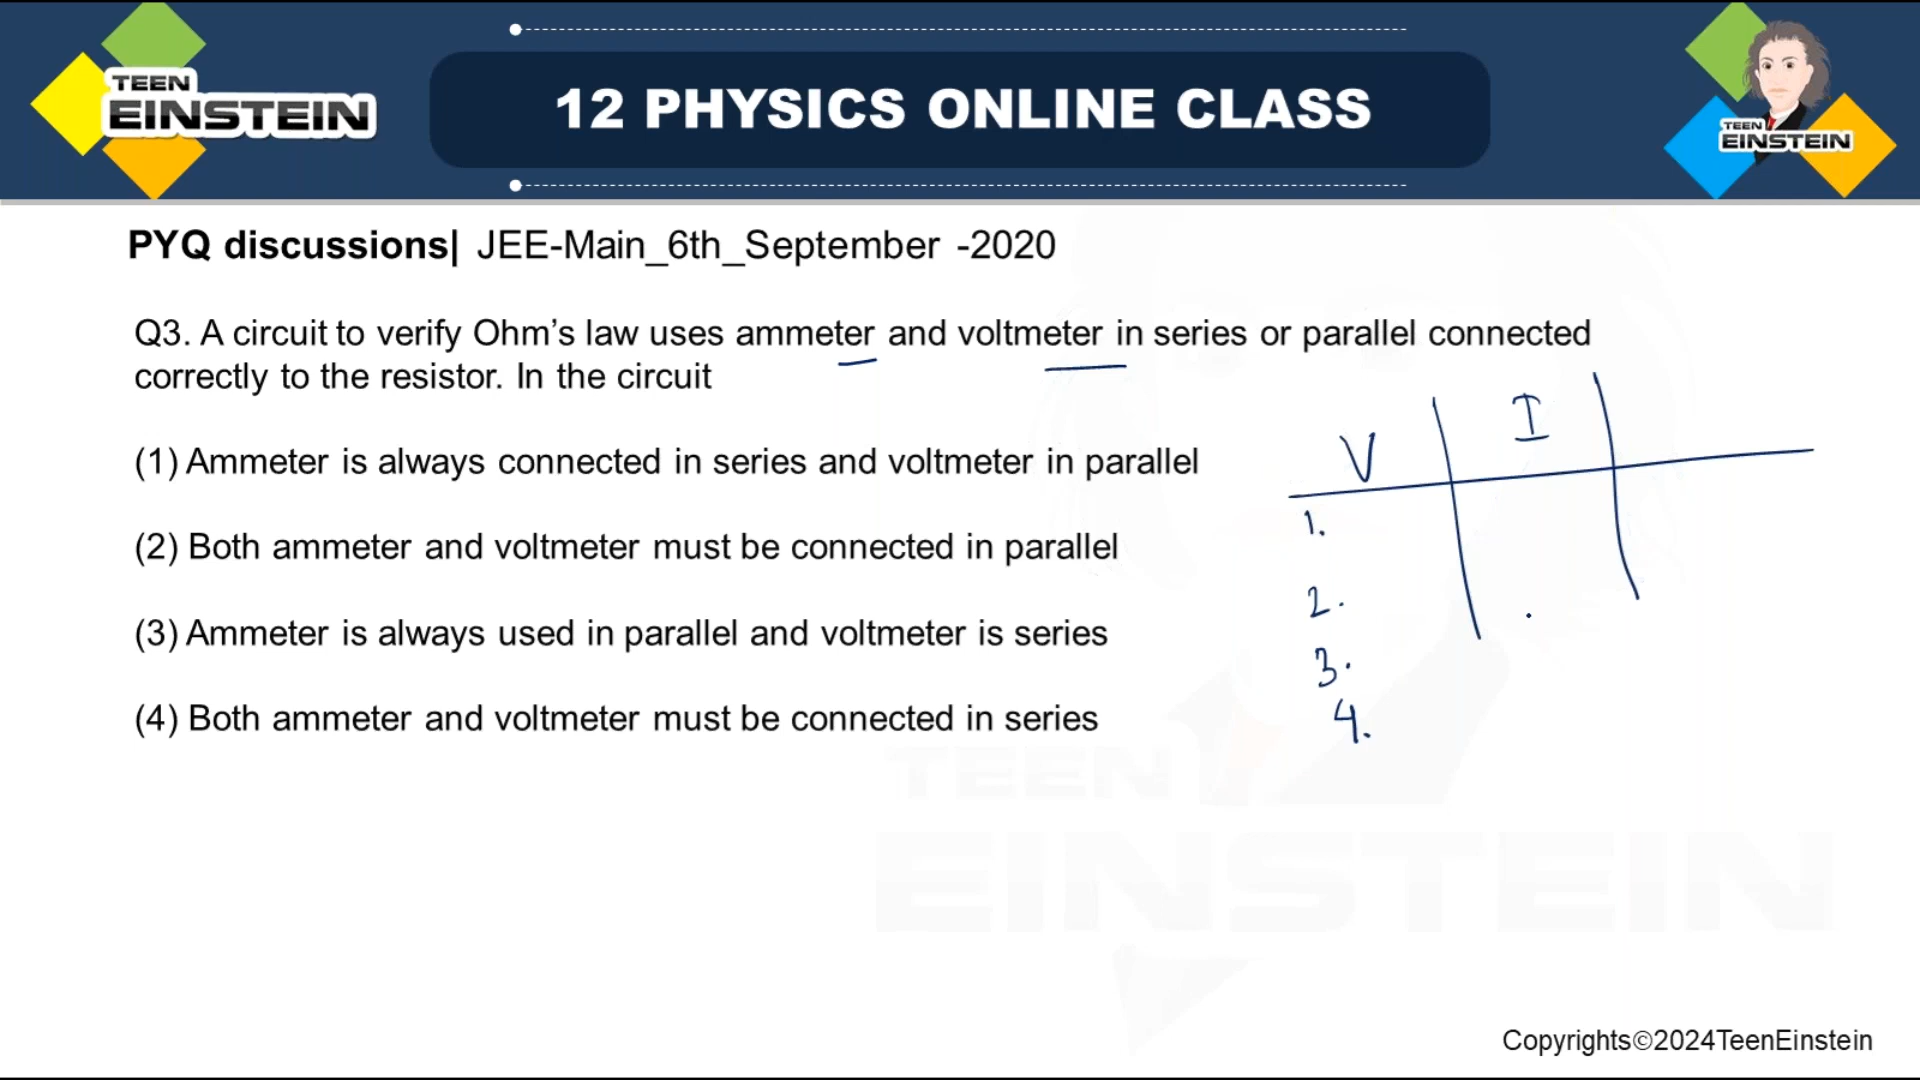 TEEN
EINSTEIN
12 PHYSICS ONLINE CLASS
TEEN
EINSTEIN
PYQ discussions| JEE-Main_6th_September -2020
Q3. A circuit to verify Ohm’s law uses ammeter and voltmeter in series or parallel connected
correctly to the resistor. In the circuit
(1) Ammeter is always connected in series and voltmeter in parallel
(2) Both ammeter and voltmeter must be connected in parallel
(3) Ammeter is always used in parallel and voltmeter is series
(4) Both ammeter and voltmeter must be connected in series
V I
1.
2.
3.
4.
TEEN
EINSTEIN
Copyrights©2024TeenEinstein